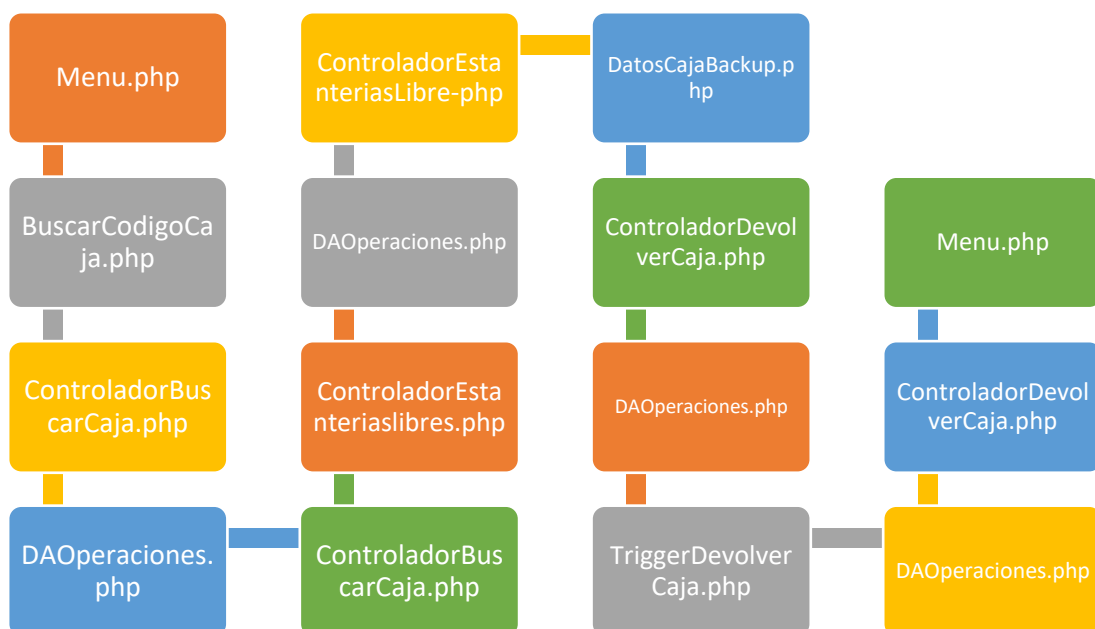 Menu.php
BuscarCodigoCa
ja.php
ControladorBus
carCaja.php
DAOperaciones.
php
ControladorBus
carCaja.php
ControladorEsta
nteriaslibres.php
DAOperaciones.php
ControladorEsta
nteriasLibre-php
DatosCajaBackup.p
hp
ControladorDevol
verCaja.php
DAOperaciones.php
TriggerDevolver
Caja.php
DAOperaciones.php
ControladorDevol
verCaja.php
Menu.php